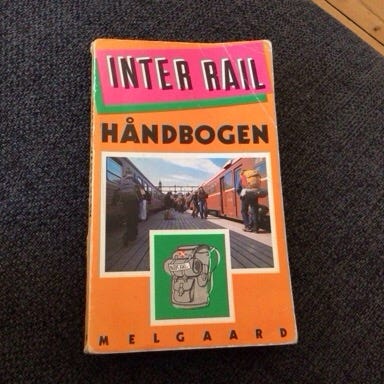 INTER RAIL
HÅNDBOGEN
MELGAARD